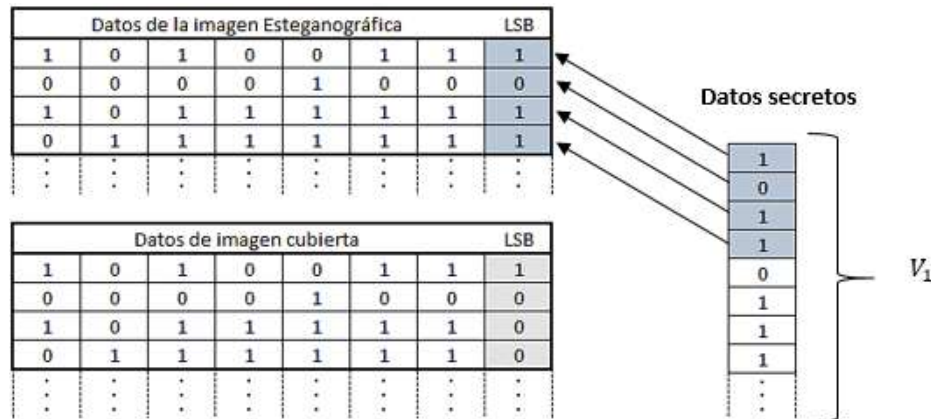 Datos de la imagen Esteganográfica LSB
1 0 1 0 0 1 1 1
0 0 0 0 1 0 0 0
1 0 1 1 1 1 1 1
0 1 1 1 1 1 1 1
Datos de imagen cubierta LSB
1 0 1 0 0 1 1 1
0 0 0 0 1 0 0 0
1 0 1 1 1 1 1 0
0 1 1 1 1 1 1 0
Datos secretos
1
0
1
1
0
1
1
1
V₁